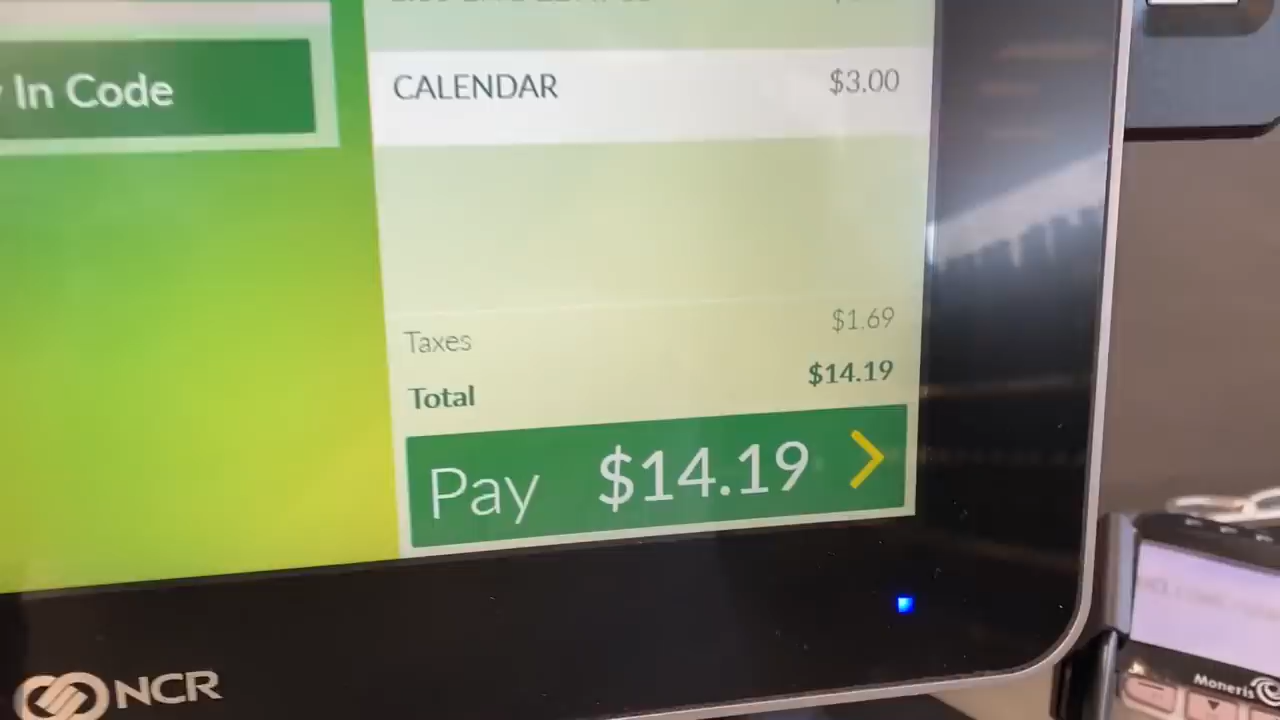 In Code
CALENDAR $3.00
Taxes $1.69
Total $14.19
Pay $14.19
NCR
Moneris